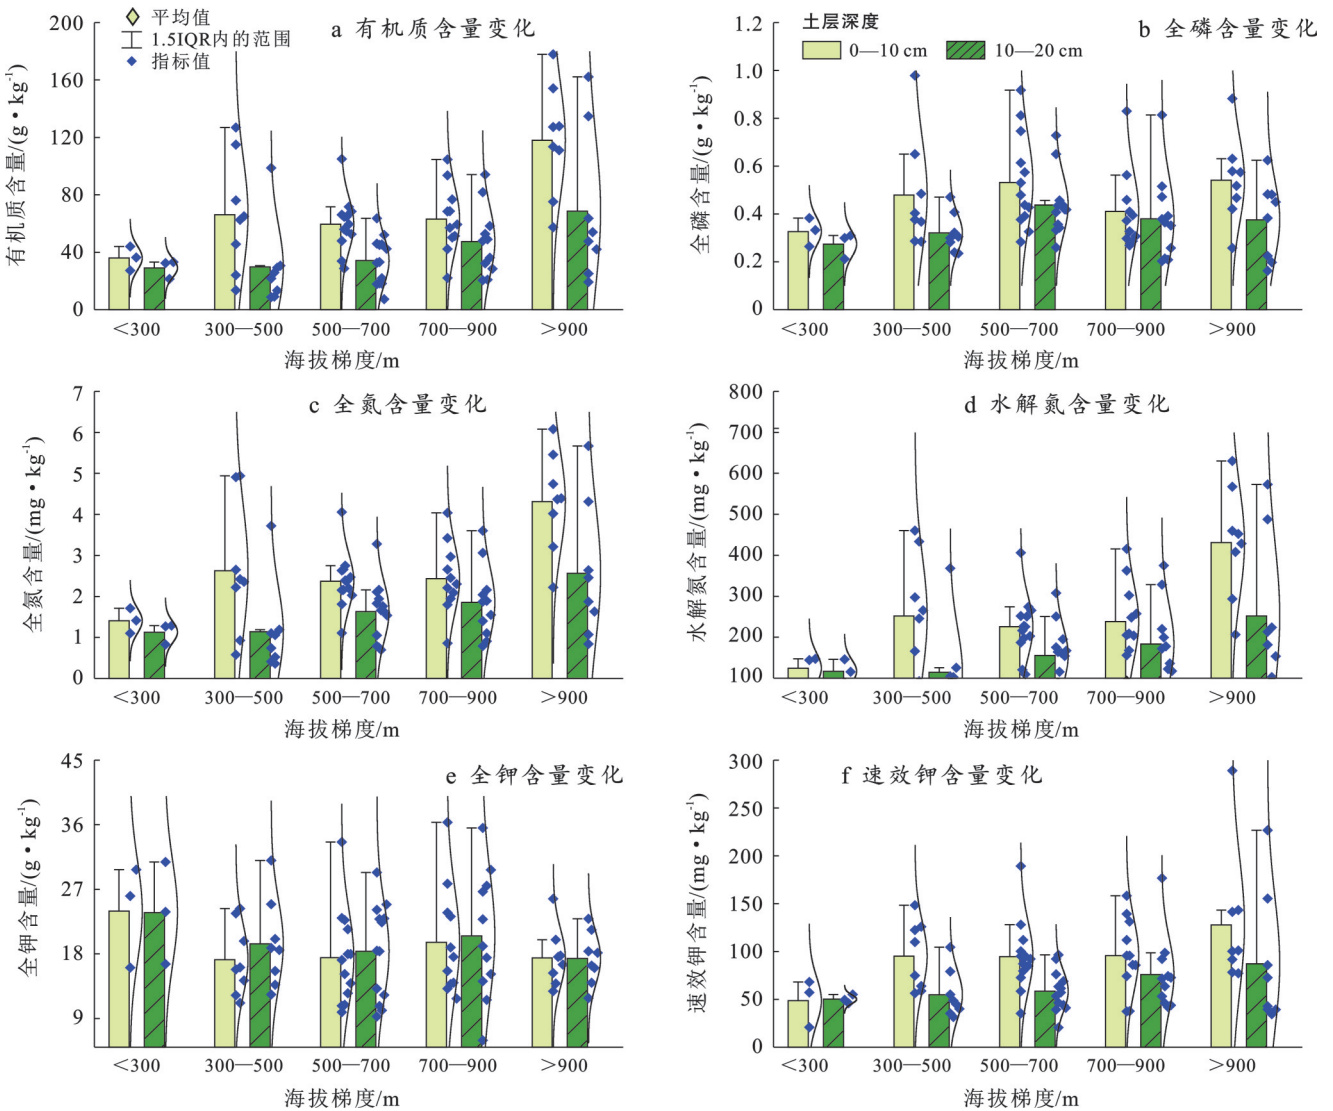 a 有机质含量变化
平均值
1.5IQR内的范围
指标值
有机质含量/(g·kg⁻¹)
200
160
120
80
40
0
<300 300—500 500—700 700—900 >900
海拔梯度/m
b 全磷含量变化
土层深度
0—10 cm 10—20 cm
全磷含量/(g·kg⁻¹)
1.2
1.0
0.8
0.6
0.4
0.2
0
<300 300—500 500—700 700—900 >900
海拔梯度/m
c 全氮含量变化
全氮含量/(mg·kg⁻¹)
7
6
5
4
3
2
1
0
<300 300—500 500—700 700—900 >900
海拔梯度/m
d 水解氮含量变化
水解氮含量/(mg·kg⁻¹)
800
700
600
500
400
300
200
100
<300 300—500 500—700 700—900 >900
海拔梯度/m
e 全钾含量变化
全钾含量/(g·kg⁻¹)
45
36
27
18
9
<300 300—500 500—700 700—900 >900
海拔梯度/m
f 速效钾含量变化
速效钾含量/(mg·kg⁻¹)
300
250
200
150
100
50
0
<300 300—500 500—700 700—900 >900
海拔梯度/m